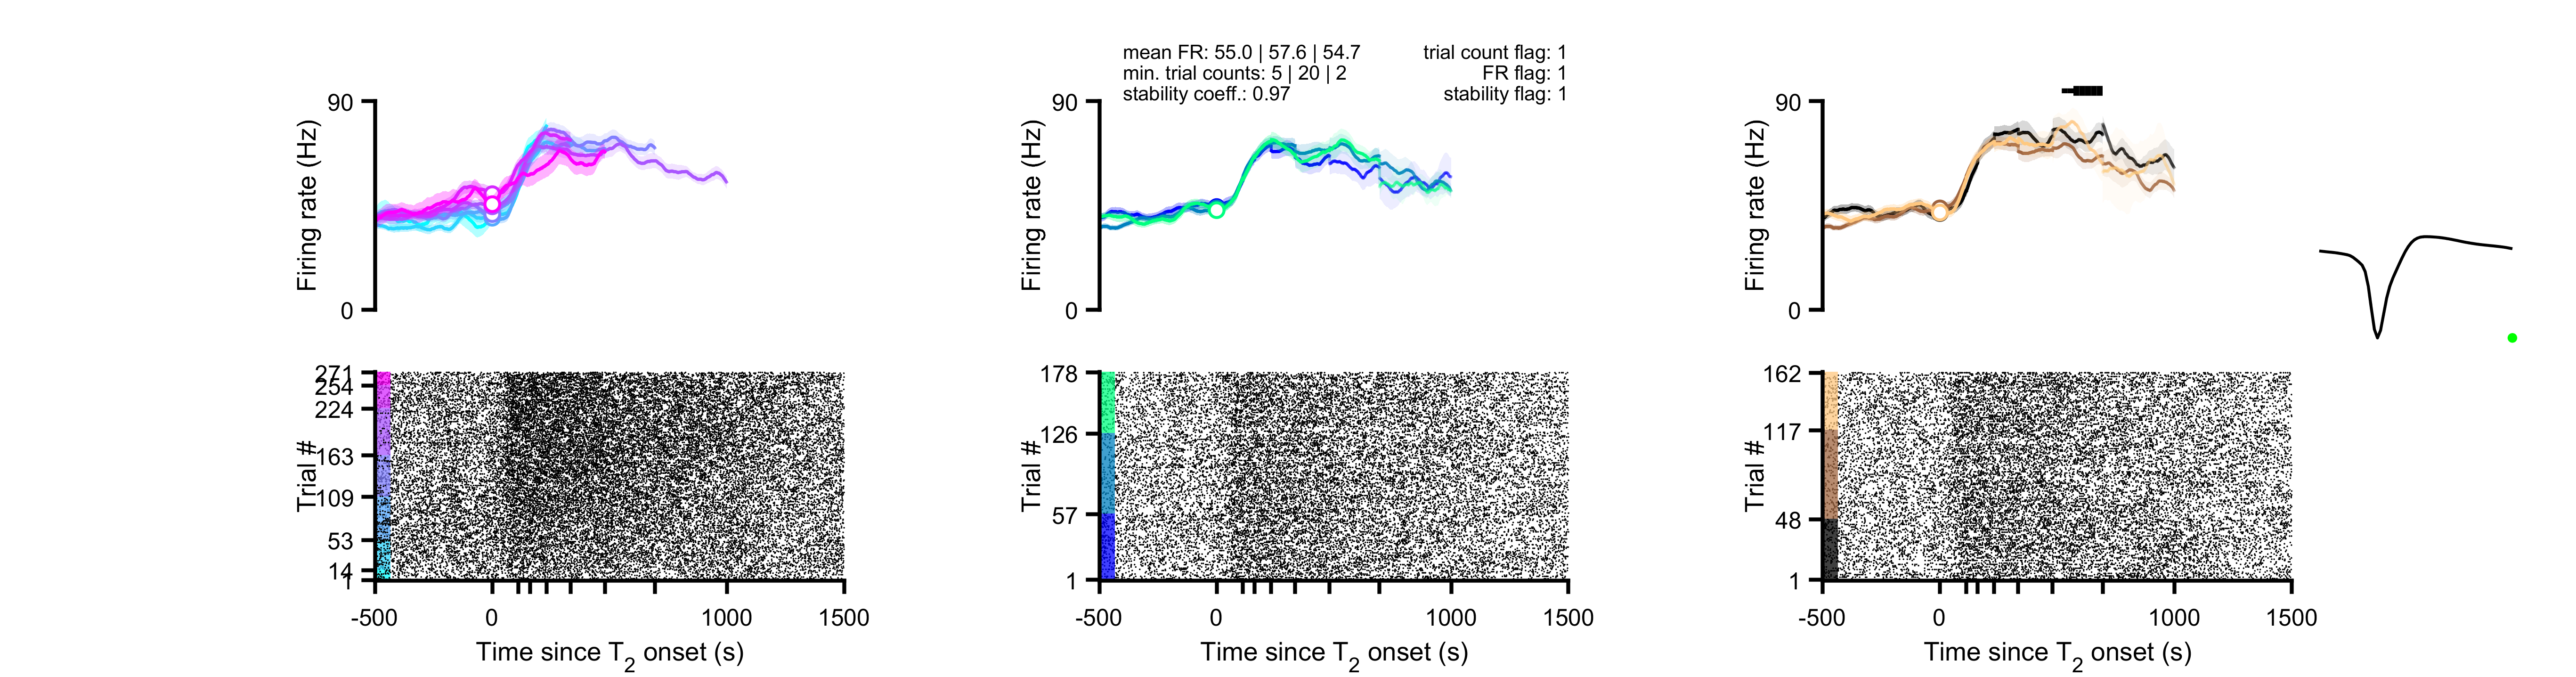 mean FR: 55.0 | 57.6 | 54.7
min. trial counts: 5 | 20 | 2
stability coeff.: 0.97
trial count flag: 1
FR flag: 1
stability flag: 1
90
Firing rate (Hz)
0
90
Firing rate (Hz)
0
90
Firing rate (Hz)
0
271
254
224
163
109
53
14
1
Trial #
-500
0
1000
1500
Time since T2 onset (s)
178
126
57
1
Trial #
-500
0
1000
1500
Time since T2 onset (s)
162
117
48
1
Trial #
-500
0
1000
1500
Time since T2 onset (s)